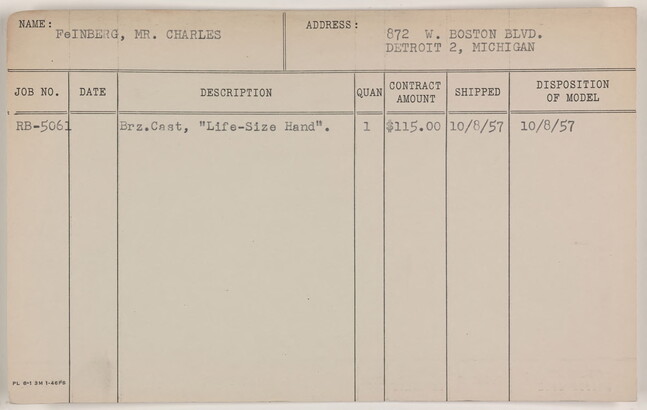 NAME: ADDRESS:
FeINBERG, MR. CHARLES 872 W. BOSTON BLVD.
DETROIT 2, MICHIGAN
JOB NO. DATE DESCRIPTION QUAN CONTRACT AMOUNT SHIPPED DISPOSITION OF MODEL
RB-5061 Brz.Cast, "Life-Size Hand". 1 $115.00 10/8/57 10/8/57